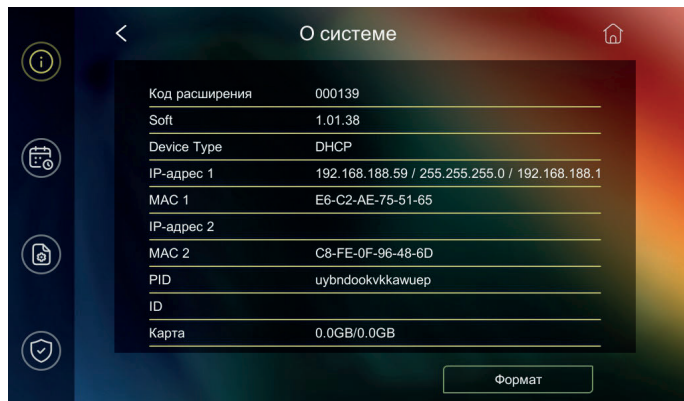 О системе
Код расширения 000139
Soft 1.01.38
Device Type DHCP
IP-адрес 1 192.168.188.59 / 255.255.255.0 / 192.168.188.1
MAC 1 E6-C2-AE-75-51-65
IP-адрес 2
MAC 2 C8-FE-0F-96-48-6D
PID uybndookvkkawuep
ID
Карта 0.0GB/0.0GB
Формат